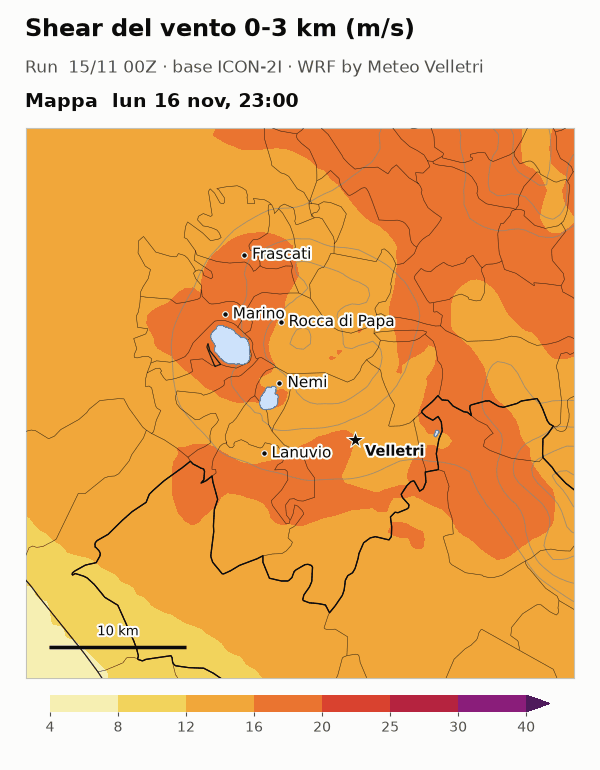 Shear del vento 0-3 km (m/s)
Run  15/11 00Z · base ICON-2I · WRF by Meteo Velletri
Mappa  lun 16 nov, 23:00
Frascati
Marino
Rocca di Papa
Nemi
Velletri
Lanuvio
10 km
4 8 12 16 20 25 30 40